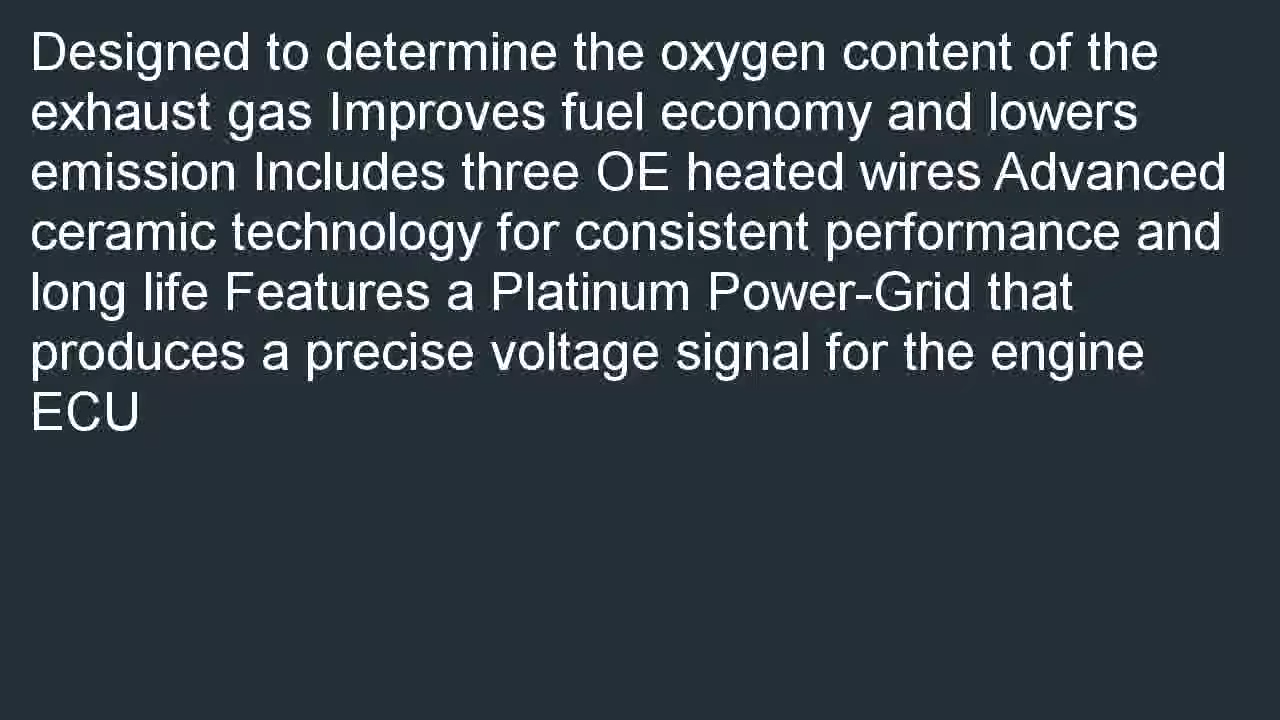 Designed to determine the oxygen content of the
exhaust gas Improves fuel economy and lowers
emission Includes three OE heated wires Advanced
ceramic technology for consistent performance and
long life Features a Platinum Power-Grid that
produces a precise voltage signal for the engine
ECU